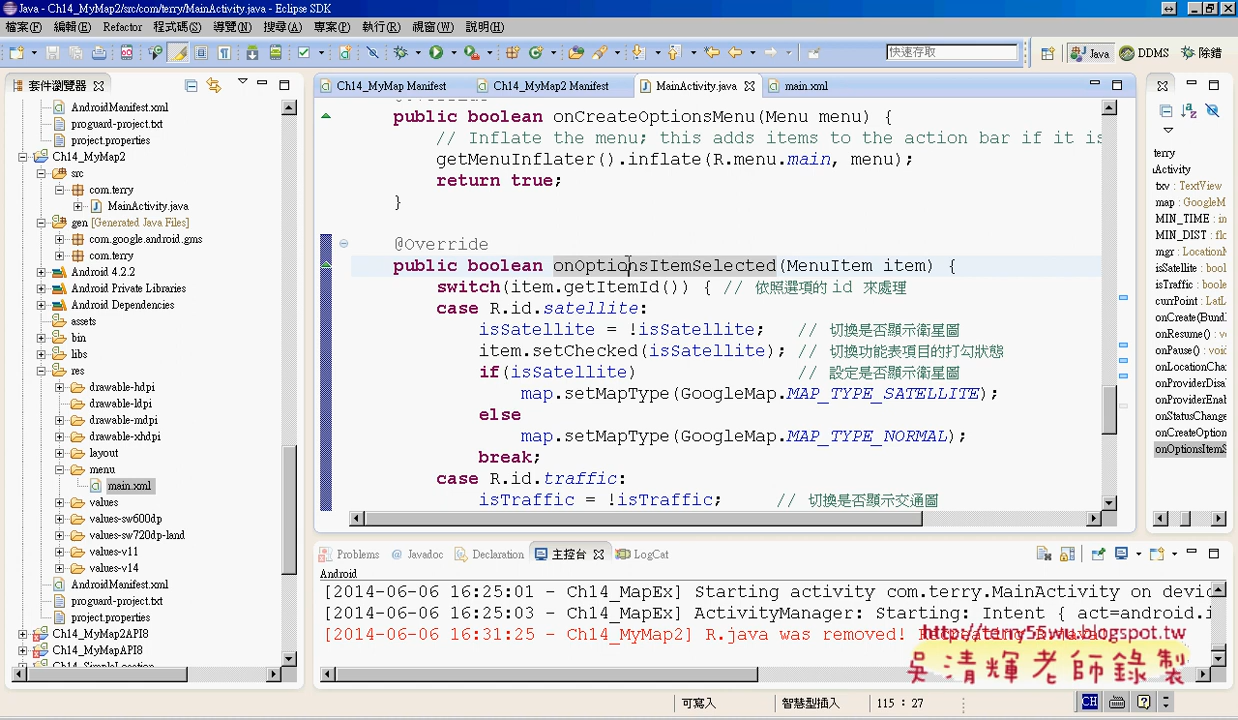 Java - Ch14_MyMap2/src/com/terry/MainActivity.java - Eclipse SDK
檔案(F) 編輯(E) Refactor 程式碼(S) 導覽(N) 搜尋(A) 專案(P) 執行(R) 視窗(W) 說明(H)
快速存取 Java DDMS 除錯
套件瀏覽器
Ch14_MyMap Manifest Ch14_MyMap2 Manifest MainActivity.java main.xml
AndroidManifest.xml
proguard-project.txt
project.properties
Ch14_MyMap2
src
com.terry
MainActivity.java
gen [Generated Java Files]
com.google.android.gms
com.terry
Android 4.2.2
Android Private Libraries
Android Dependencies
assets
bin
libs
res
drawable-hdpi
drawable-ldpi
drawable-mdpi
drawable-xhdpi
layout
menu
main.xml
values
values-sw600dp
values-sw720dp-land
values-v11
values-v14
AndroidManifest.xml
proguard-project.txt
project.properties
Ch14_MyMap2API8
Ch14_MyMapAPI8
public boolean onCreateOptionsMenu(Menu menu) {
// Inflate the menu; this adds items to the action bar if it is
getMenuInflater().inflate(R.menu.main, menu);
return true;
}
@Override
public boolean onOptionsItemSelected(MenuItem item) {
switch(item.getItemId()) { // 依照選項的 id 來處理
case R.id.satellite:
isSatellite = !isSatellite; // 切換是否顯示衛星圖
item.setChecked(isSatellite); // 切換功能表項目的打勾狀態
if(isSatellite) // 設定是否顯示衛星圖
map.setMapType(GoogleMap.MAP_TYPE_SATELLITE);
else
map.setMapType(GoogleMap.MAP_TYPE_NORMAL);
break;
case R.id.traffic:
isTraffic = !isTraffic; // 切換是否顯示交通圖
terry
Activity
txv : TextView
map : GoogleM
MIN_TIME : in
MIN_DIST : flo
mgr : Location
isSatellite : bool
isTraffic : boole
currPoint : LatL
onCreate(Bund
onResume() : v
onPause() : voi
onLocationCha
onProviderDisa
onProviderEnab
onStatusChange
onCreateOption
onOptionsItemS
Problems Javadoc Declaration 主控台 LogCat
Android
[2014-06-06 16:25:01 - Ch14_MapEx] Starting activity com.terry.MainActivity on devic
[2014-06-06 16:25:03 - Ch14_MapEx] ActivityManager: Starting: Intent { act=android.i
[2014-06-06 16:31:25 - Ch14_MyMap2] R.java was removed!
http://terry55wu.blogspot.tw
吳清輝老師錄製
可寫入 智慧型插入 115 : 27
CH